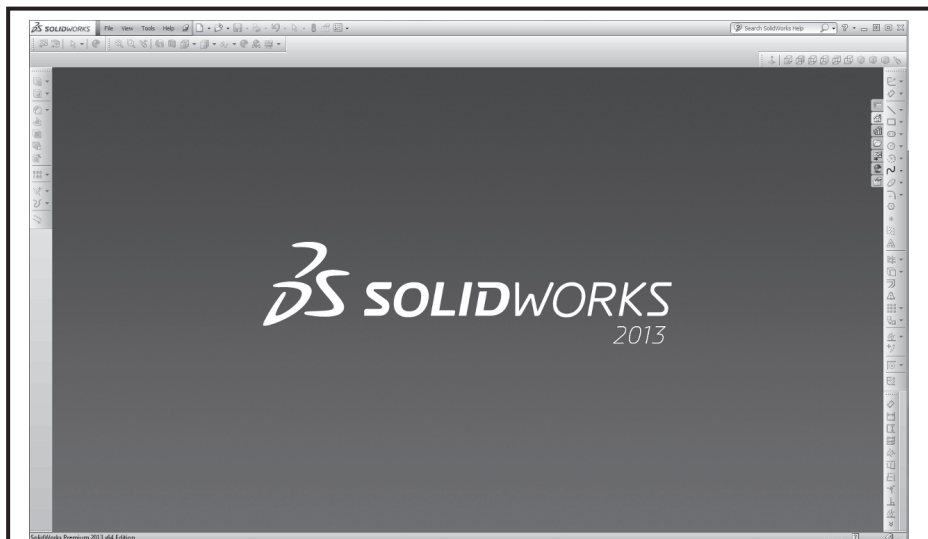 SOLIDWORKS File View Tools Help Search SolidWorks Help
SOLIDWORKS
2013
SolidWorks Premium 2013 x64 Edition